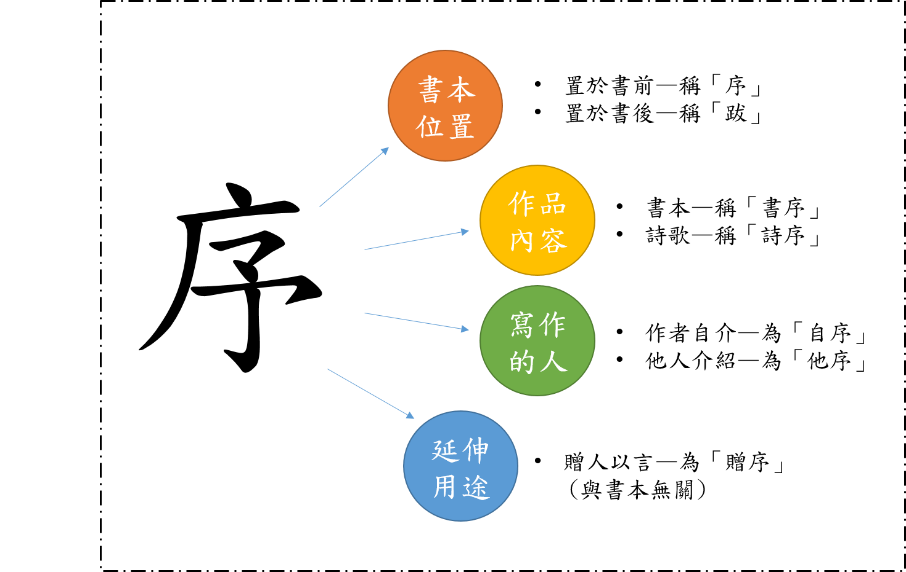 序
書本
位置
• 置於書前—稱「序」
• 置於書後—稱「跋」
作品
內容
• 書本—稱「書序」
• 詩歌—稱「詩序」
寫作
的人
• 作者自介—為「自序」
• 他人介紹—為「他序」
延伸
用途
• 贈人以言—為「贈序」
（與書本無關）